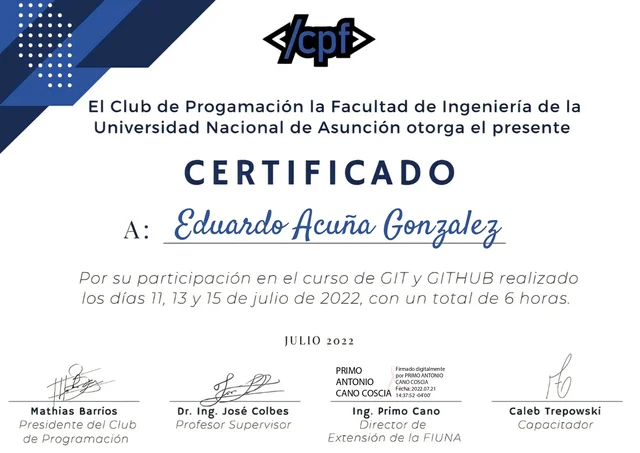 </cpf>
El Club de Progamación la Facultad de Ingeniería de la
Universidad Nacional de Asunción otorga el presente
CERTIFICADO
A: Eduardo Acuña Gonzalez
Por su participación en el curso de GIT y GITHUB realizado
los días 11, 13 y 15 de julio de 2022, con un total de 6 horas.
JULIO 2022
PRIMO
ANTONIO
CANO COSCIA
Firmado digitalmente
por PRIMO ANTONIO
CANO COSCIA
Fecha: 2022.07.21
14:37:52 -04'00'
Mathias Barrios
Presidente del Club
de Programación
Dr. Ing. José Colbes
Profesor Supervisor
Ing. Primo Cano
Director de
Extensión de la FIUNA
Caleb Trepowski
Capacitador